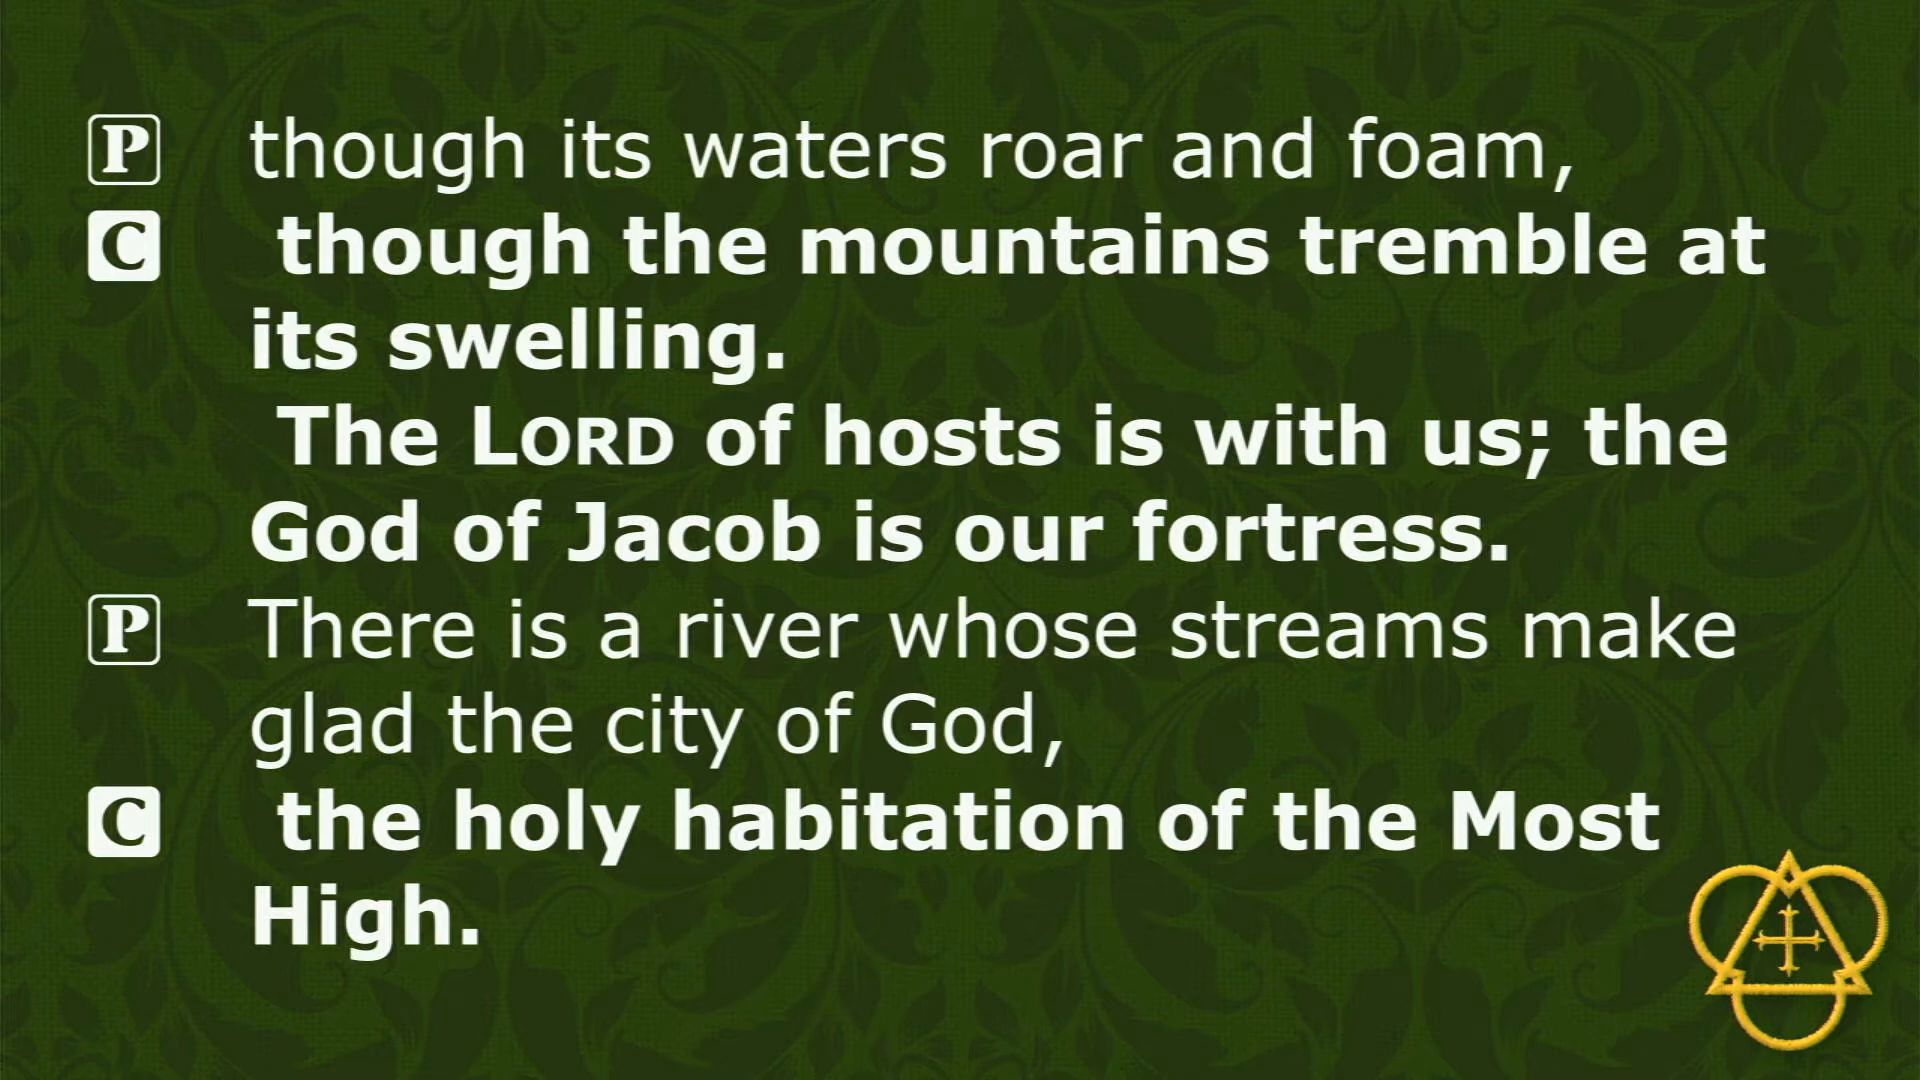 P though its waters roar and foam,
C though the mountains tremble at
its swelling.
The LORD of hosts is with us; the
God of Jacob is our fortress.
P There is a river whose streams make
glad the city of God,
C the holy habitation of the Most
High.